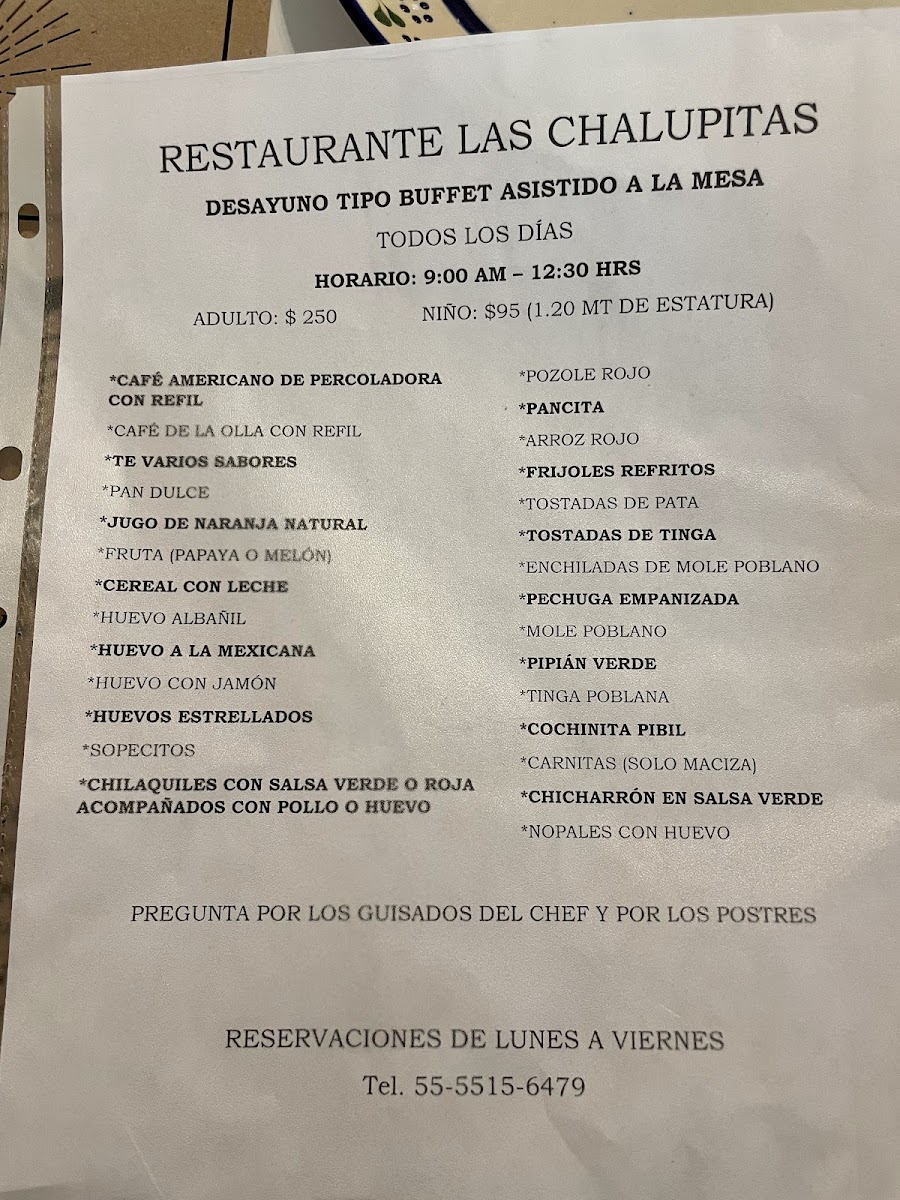 RESTAURANTE LAS CHALUPITAS
DESAYUNO TIPO BUFFET ASISTIDO A LA MESA
TODOS LOS DÍAS
HORARIO: 9:00 AM – 12:30 HRS
ADULTO: $ 250
NIÑO: $95 (1.20 MT DE ESTATURA)
*CAFÉ AMERICANO DE PERCOLADORA
CON REFIL
*CAFÉ DE LA OLLA CON REFIL
*TE VARIOS SABORES
*PAN DULCE
*JUGO DE NARANJA NATURAL
*FRUTA (PAPAYA O MELÓN)
*CEREAL CON LECHE
*HUEVO ALBAÑIL
*HUEVO A LA MEXICANA
*HUEVO CON JAMÓN
*HUEVOS ESTRELLADOS
*SOPECITOS
*CHILAQUILES CON SALSA VERDE O ROJA
ACOMPAÑADOS CON POLLO O HUEVO
*POZOLE ROJO
*PANCITA
*ARROZ ROJO
*FRIJOLES REFRITOS
*TOSTADAS DE PATA
*TOSTADAS DE TINGA
*ENCHILADAS DE MOLE POBLANO
*PECHUGA EMPANIZADA
*MOLE POBLANO
*PIPIÁN VERDE
*TINGA POBLANA
*COCHINITA PIBIL
*CARNITAS (SOLO MACIZA)
*CHICHARRÓN EN SALSA VERDE
*NOPALES CON HUEVO
PREGUNTA POR LOS GUISADOS DEL CHEF Y POR LOS POSTRES
RESERVACIONES DE LUNES A VIERNES
Tel. 55-5515-6479